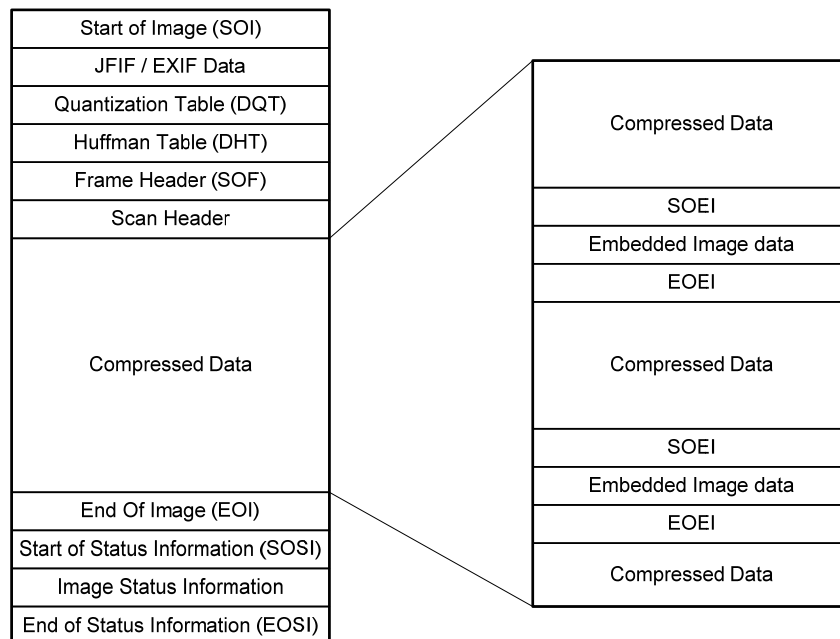 Start of Image (SOI)
JFIF / EXIF Data
Quantization Table (DQT)
Huffman Table (DHT)
Frame Header (SOF)
Scan Header
Compressed Data
End Of Image (EOI)
Start of Status Information (SOSI)
Image Status Information
End of Status Information (EOSI)
Compressed Data
SOEI
Embedded Image data
EOEI
Compressed Data
SOEI
Embedded Image data
EOEI
Compressed Data